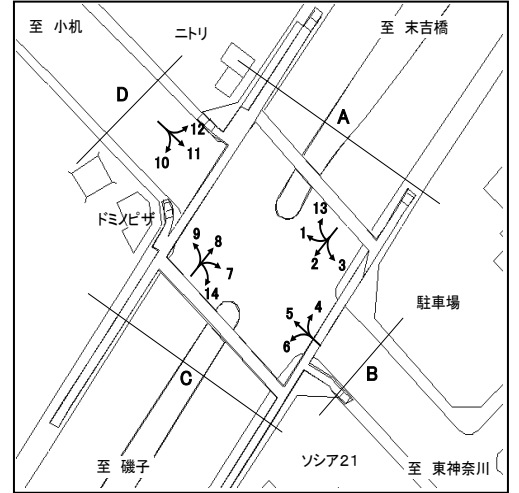 至 小机
ニトリ
至 末吉橋
D
A
12
11
10
ドミノピザ
13
1
2
3
9
8
7
14
5
4
6
駐車場
B
C
至 磯子
ソシア21
至 東神奈川